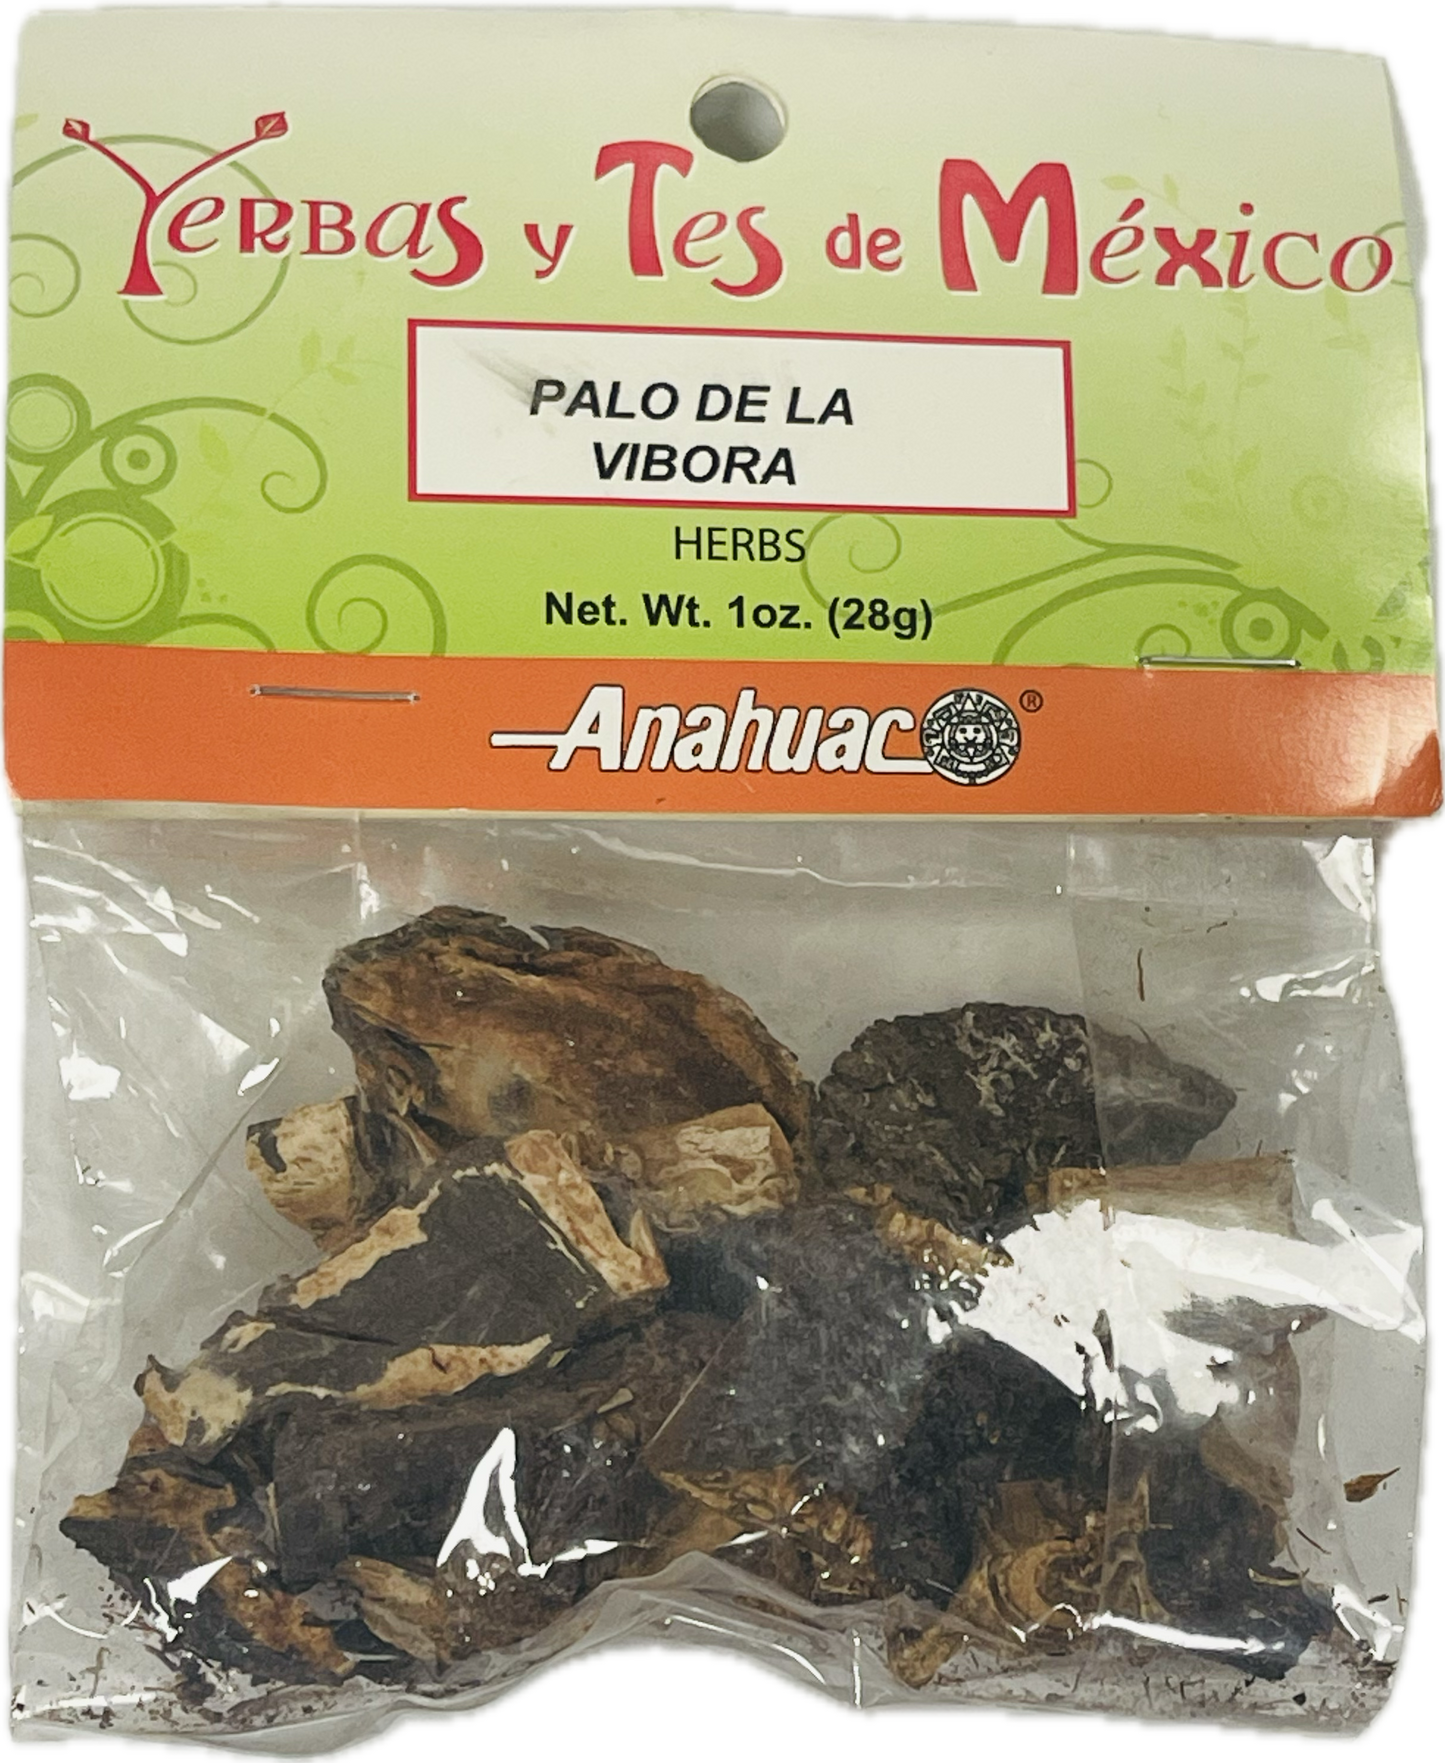 Yerbas y Tes de México
PALO DE LA
VIBORA
HERBS
Net. Wt. 1oz. (28g)
Anahuac ®